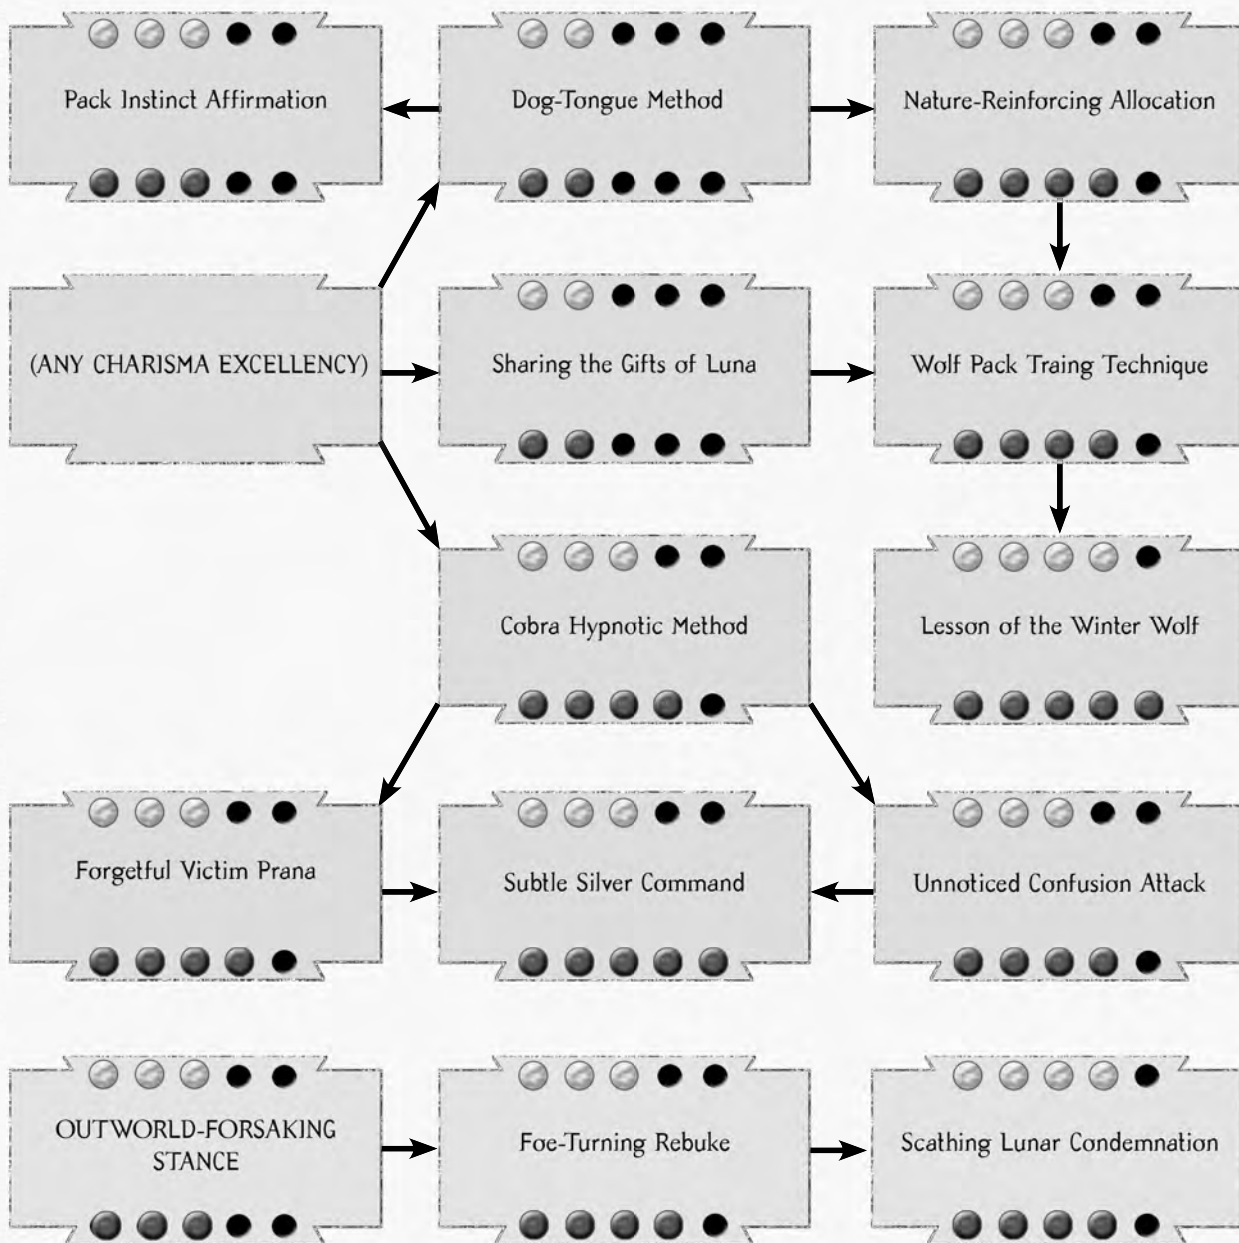 Pack Instinct Affirmation
Dog-Tongue Method
Nature-Reinforcing Allocation
(ANY CHARISMA EXCELLENCY)
Sharing the Gifts of Luna
Wolf Pack Traing Technique
Cobra Hypnotic Method
Lesson of the Winter Wolf
Forgetful Victim Prana
Subtle Silver Command
Unnoticed Confusion Attack
OUTWORLD-FORSAKING
STANCE
Foe-Turning Rebuke
Scathing Lunar Condemnation